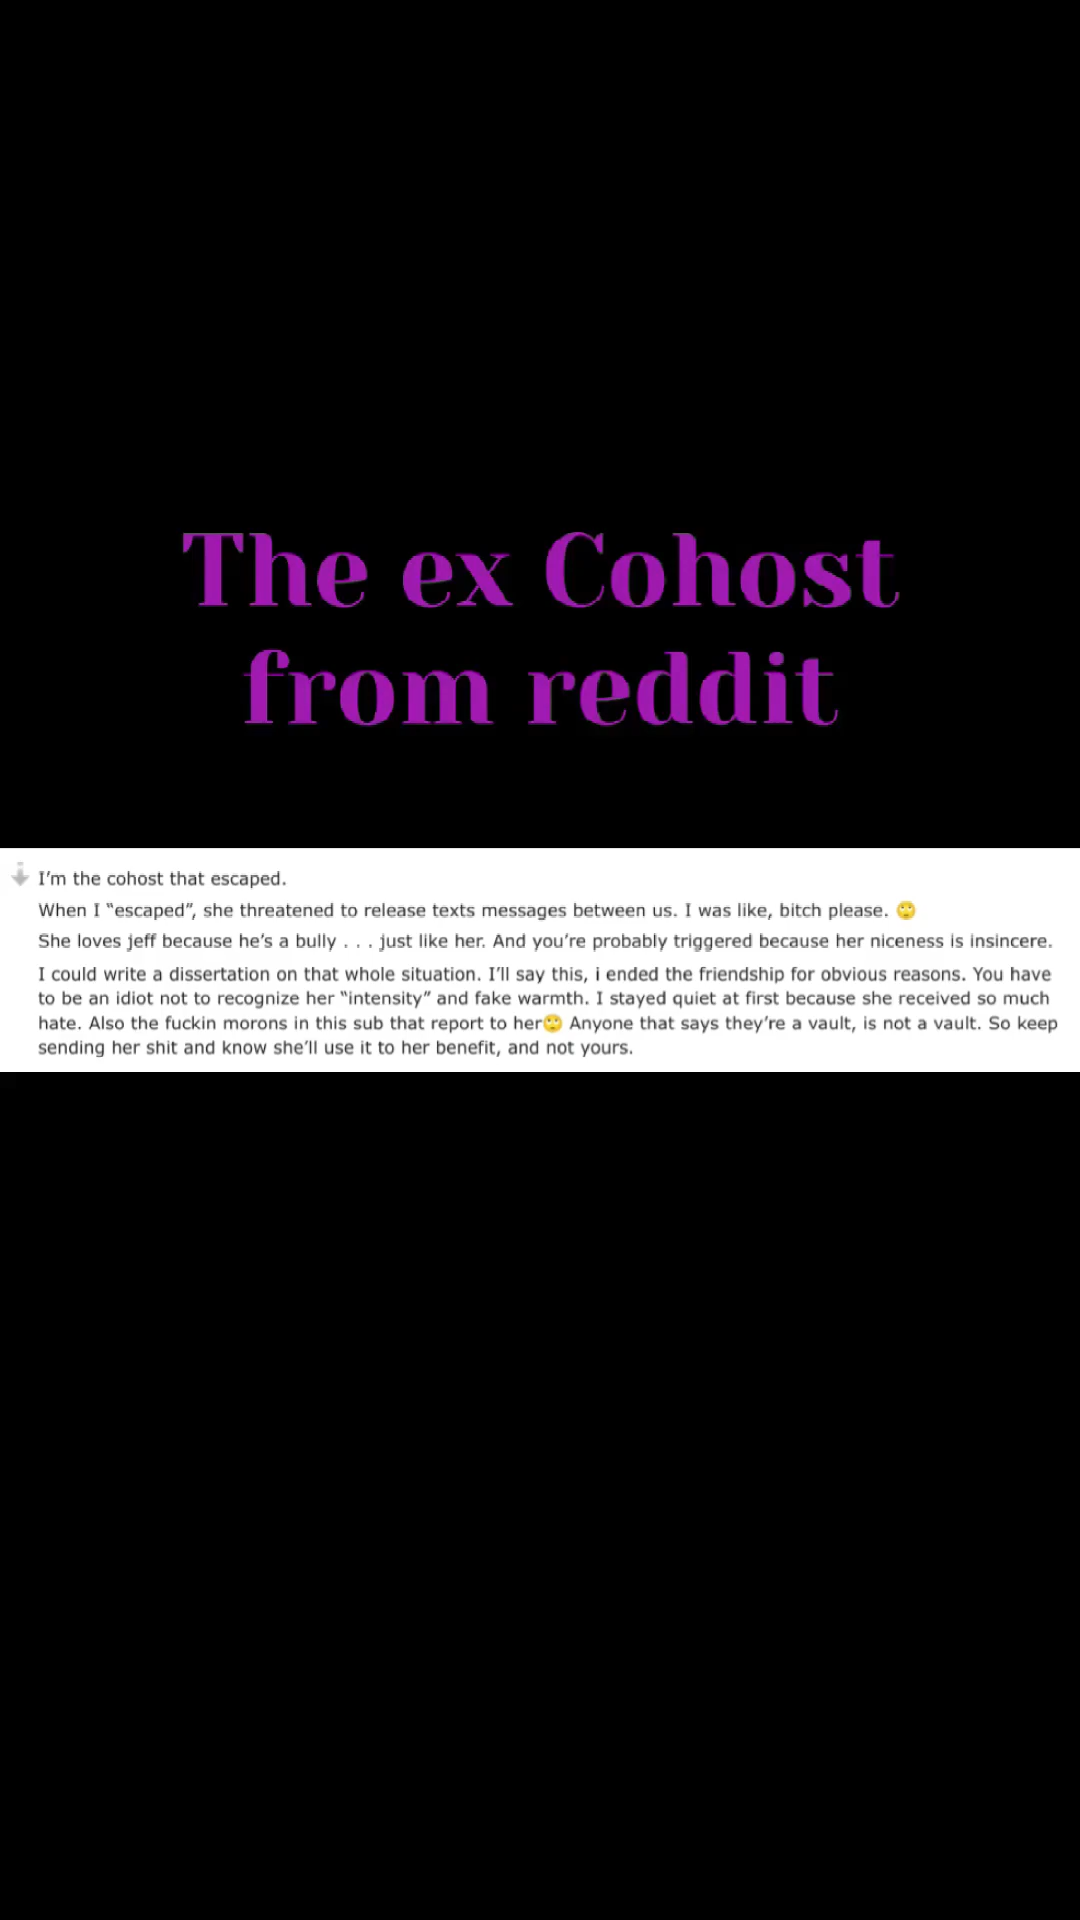 The ex Cohost
from reddit
I’m the cohost that escaped.
When I “escaped”, she threatened to release texts messages between us. I was like, bitch please. 🙄
She loves jeff because he’s a bully . . . just like her. And you’re probably triggered because her niceness is insincere.
I could write a dissertation on that whole situation. I’ll say this, i ended the friendship for obvious reasons. You have
to be an idiot not to recognize her “intensity” and fake warmth. I stayed quiet at first because she received so much
hate. Also the fuckin morons in this sub that report to her🙄 Anyone that says they’re a vault, is not a vault. So keep
sending her shit and know she’ll use it to her benefit, and not yours.